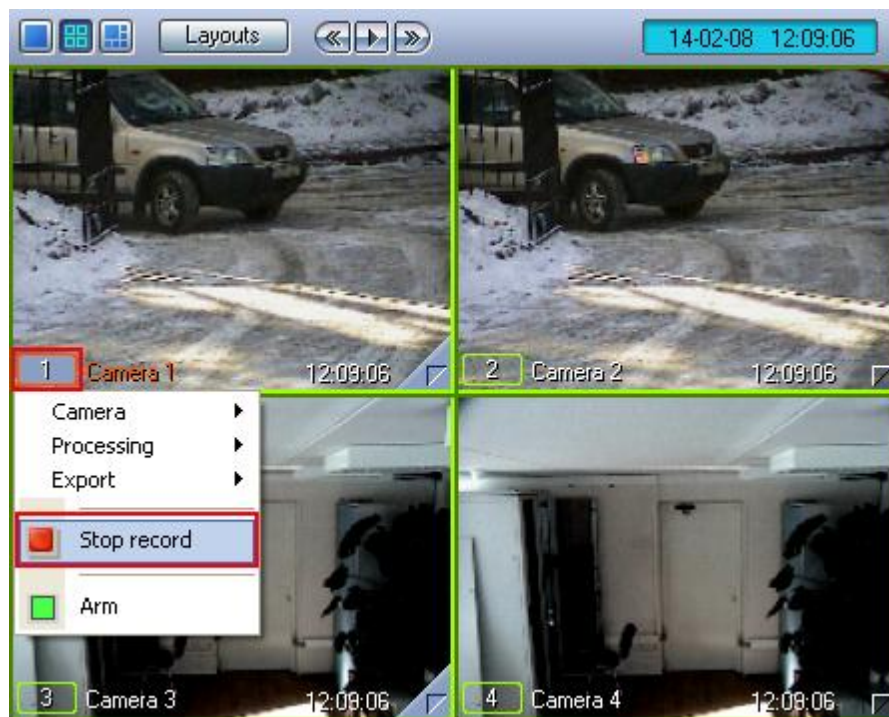 Layouts
14-02-08 12:09:06
1 Camera 1 12:09:06
2 Camera 2 12:09:06
Camera
Processing
Export
Stop record
Arm
3 Camera 3 12:09:06
4 Camera 4 12:09:06